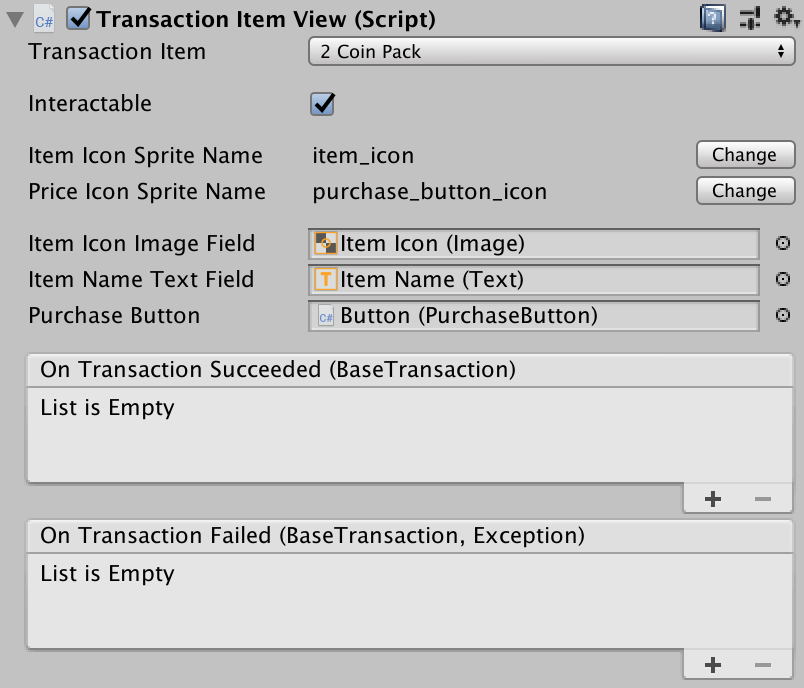 C# Transaction Item View (Script)
Transaction Item 2 Coin Pack
Interactable
Item Icon Sprite Name item_icon Change
Price Icon Sprite Name purchase_button_icon Change
Item Icon Image Field Item Icon (Image)
Item Name Text Field T Item Name (Text)
Purchase Button C# Button (PurchaseButton)
On Transaction Succeeded (BaseTransaction)
List is Empty
+ −
On Transaction Failed (BaseTransaction, Exception)
List is Empty
+ −